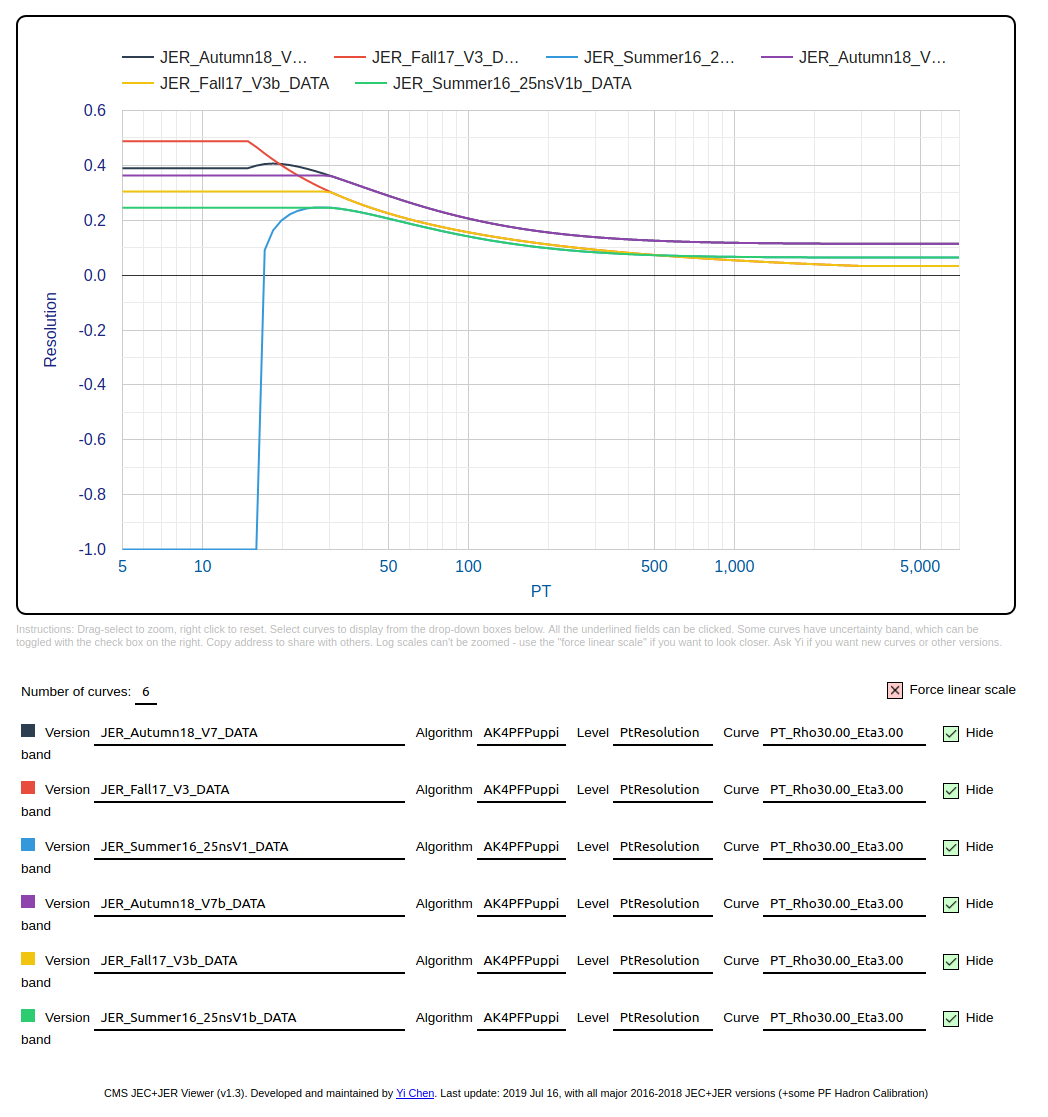 JER_Autumn18_V... JER_Fall17_V3_D... JER_Summer16_2... JER_Autumn18_V...
JER_Fall17_V3b_DATA JER_Summer16_25nsV1b_DATA
0.6
0.4
0.2
0.0
-0.2
-0.4
-0.6
-0.8
-1.0
Resolution
5 10 50 100 500 1,000 5,000
PT
Instructions: Drag-select to zoom, right click to reset. Select curves to display from the drop-down boxes below. All the underlined fields can be clicked. Some curves have uncertainty band, which can be
toggled with the check box on the right. Copy address to share with others. Log scales can't be zoomed - use the "force linear scale" if you want to look closer. Ask Yi if you want new curves or other versions.
Number of curves: 6 Force linear scale
Version JER_Autumn18_V7_DATA Algorithm AK4PFPuppi Level PtResolution Curve PT_Rho30.00_Eta3.00 Hide
band
Version JER_Fall17_V3_DATA Algorithm AK4PFPuppi Level PtResolution Curve PT_Rho30.00_Eta3.00 Hide
band
Version JER_Summer16_25nsV1_DATA Algorithm AK4PFPuppi Level PtResolution Curve PT_Rho30.00_Eta3.00 Hide
band
Version JER_Autumn18_V7b_DATA Algorithm AK4PFPuppi Level PtResolution Curve PT_Rho30.00_Eta3.00 Hide
band
Version JER_Fall17_V3b_DATA Algorithm AK4PFPuppi Level PtResolution Curve PT_Rho30.00_Eta3.00 Hide
band
Version JER_Summer16_25nsV1b_DATA Algorithm AK4PFPuppi Level PtResolution Curve PT_Rho30.00_Eta3.00 Hide
band
CMS JEC+JER Viewer (v1.3). Developed and maintained by Yi Chen. Last update: 2019 Jul 16, with all major 2016-2018 JEC+JER versions (+some PF Hadron Calibration)